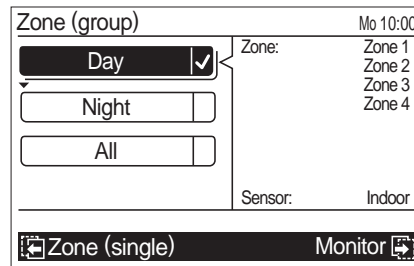 Zone (group) Mo 10:00
Day
Night
All
Zone: Zone 1
Zone 2
Zone 3
Zone 4
Sensor: Indoor
Zone (single) Monitor